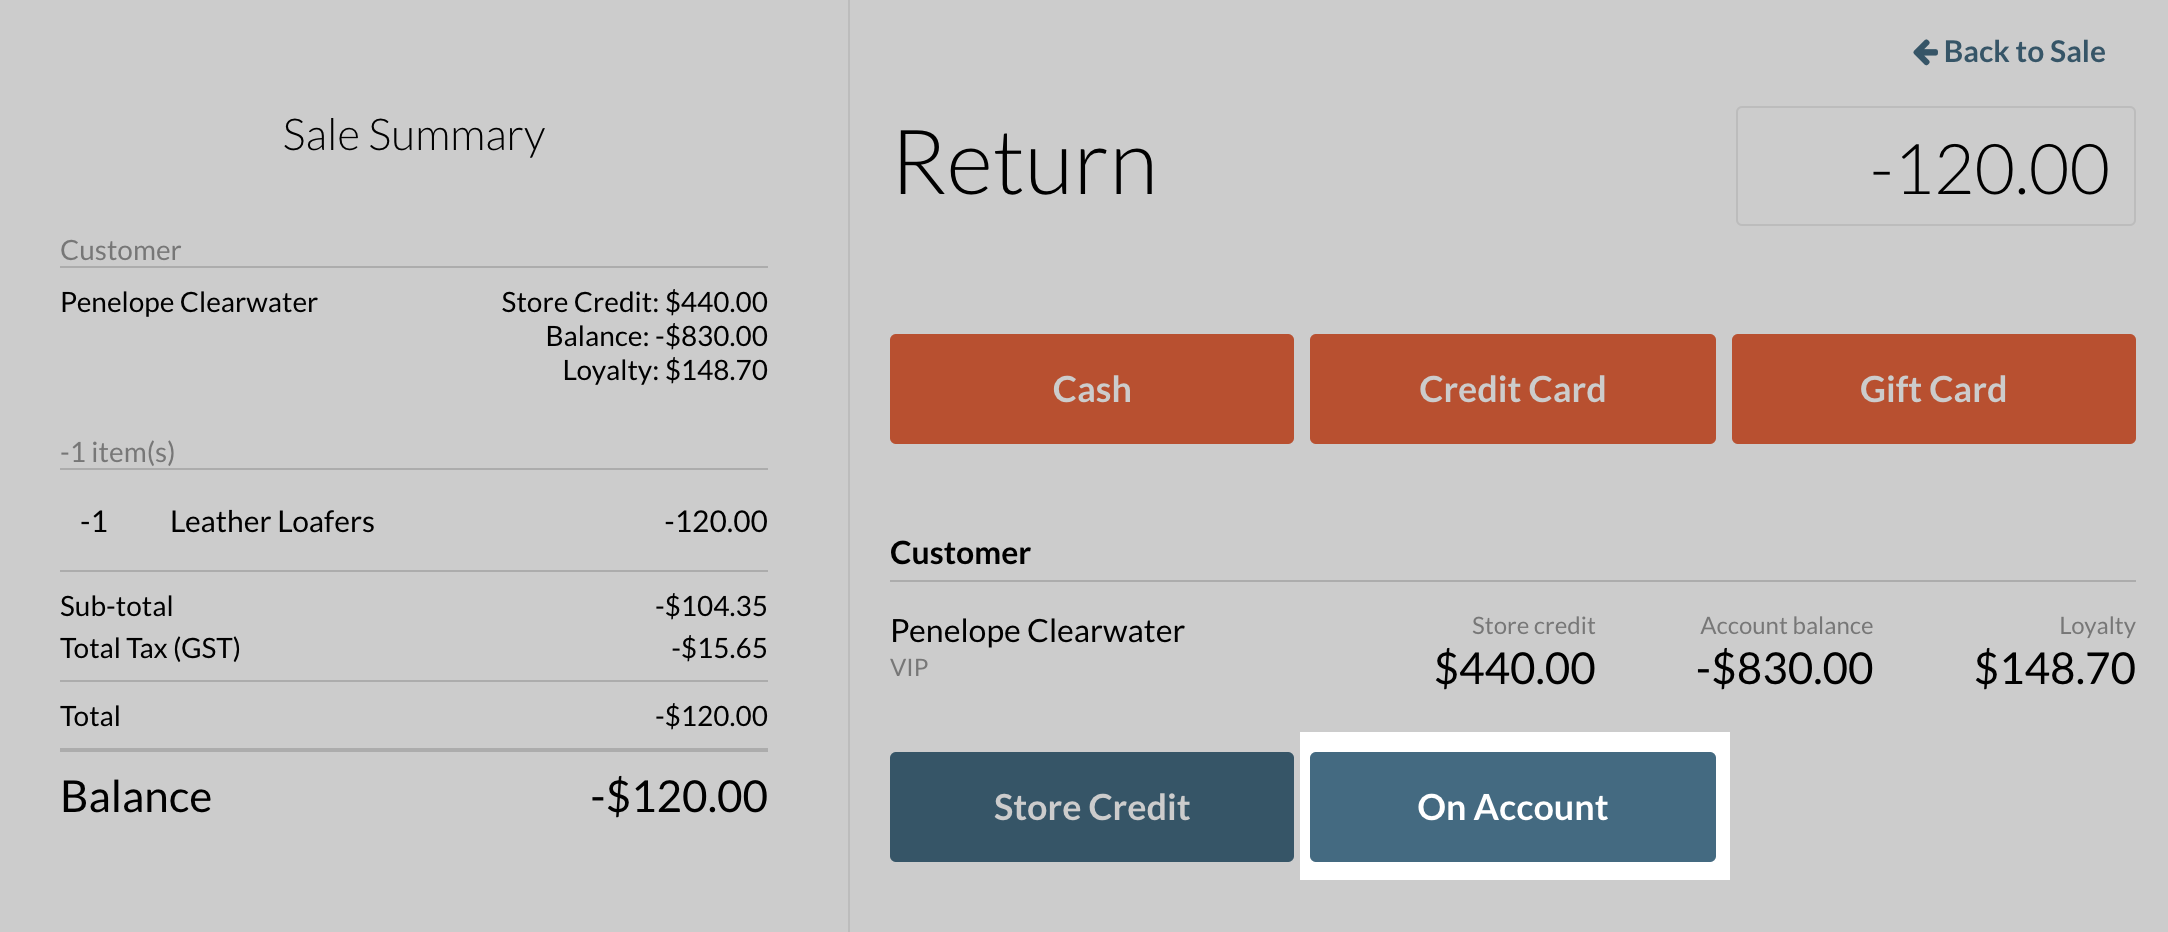 Back to Sale
Sale Summary
Customer
Penelope Clearwater Store Credit: $440.00
Balance: -$830.00
Loyalty: $148.70
-1 item(s)
-1 Leather Loafers -120.00
Sub-total -$104.35
Total Tax (GST) -$15.65
Total -$120.00
Balance -$120.00
Return -120.00
Cash Credit Card Gift Card
Customer
Penelope Clearwater
VIP
Store credit Account balance Loyalty
$440.00 -$830.00 $148.70
Store Credit On Account